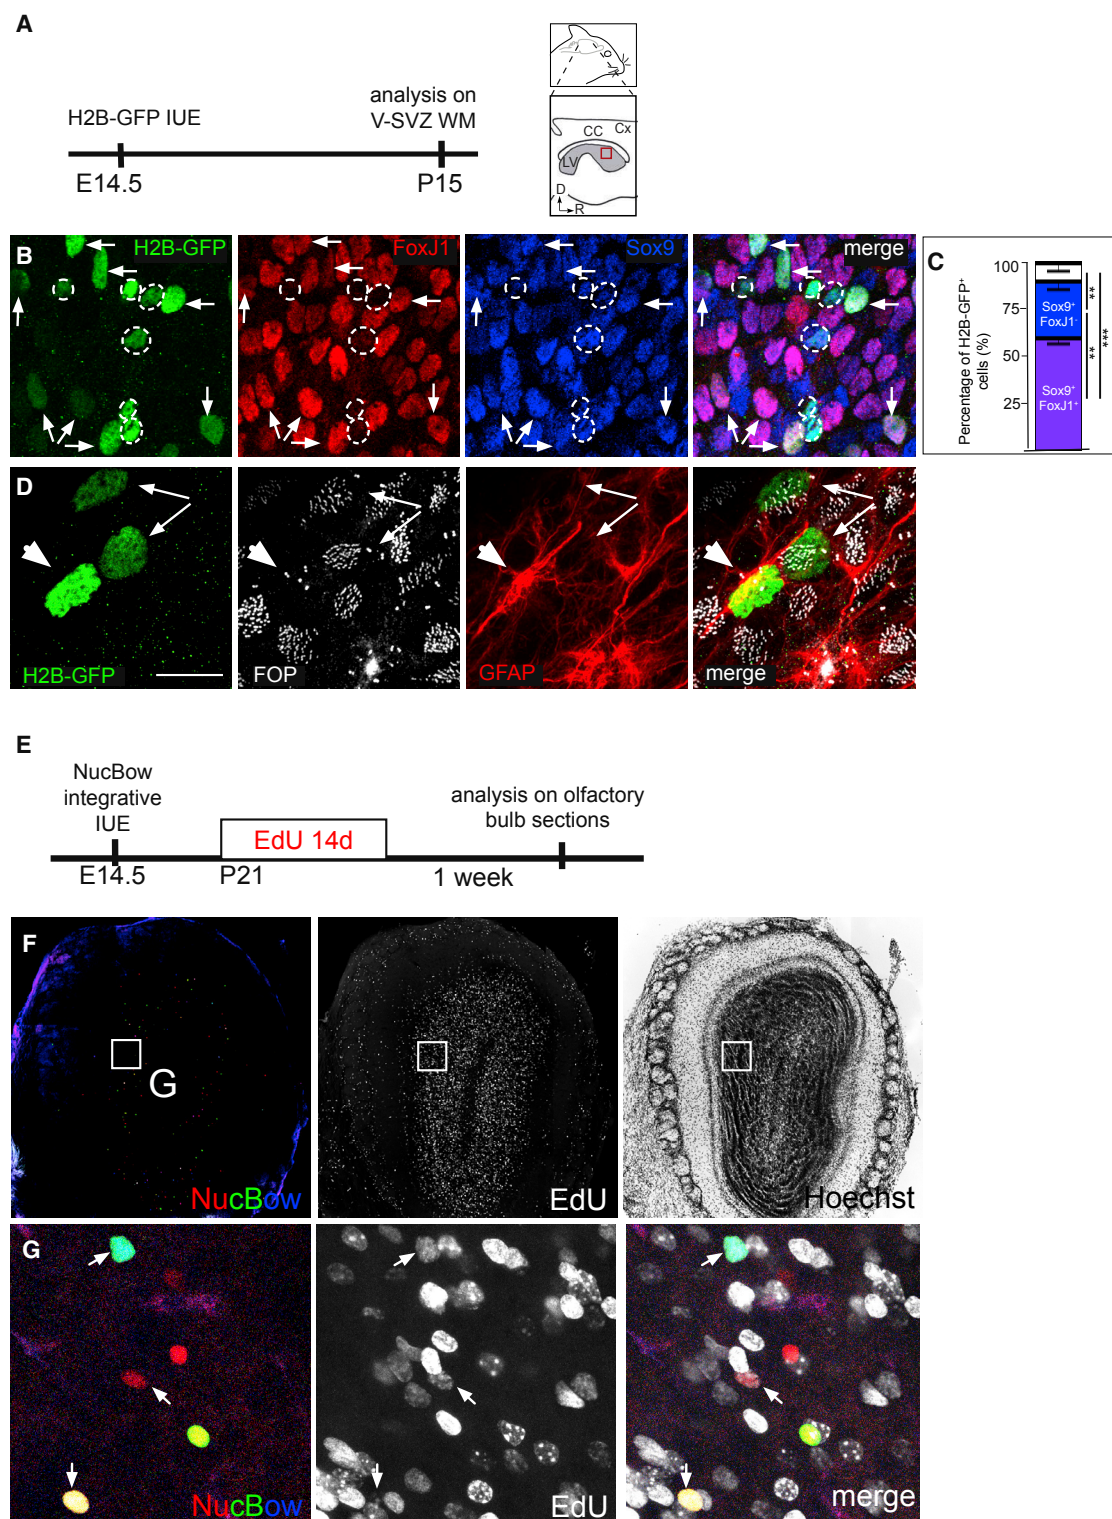 A
H2B-GFP IUE
analysis on
V-SVZ WM
E14.5
P15
CC
Cx
LV
D
R
B
H2B-GFP
FoxJ1
Sox9
merge
C
Percentage of H2B-GFP⁺
cells (%)
100
75
50
25
Sox9⁺
FoxJ1⁻
Sox9⁺
FoxJ1⁺
**
**
***
D
H2B-GFP
FOP
GFAP
merge
E
NucBow
integrative
IUE
analysis on olfactory
bulb sections
EdU 14d
E14.5
P21
1 week
F
G
NucBow
EdU
Hoechst
G
NucBow
EdU
merge